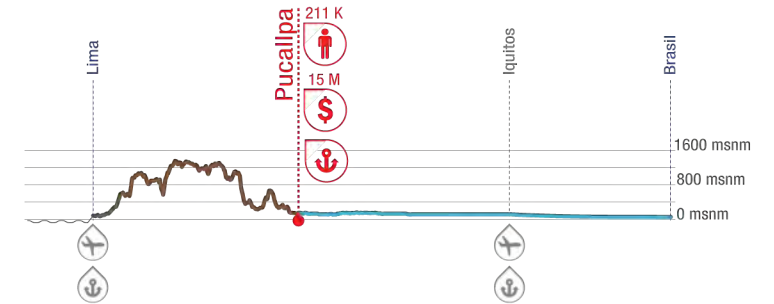 Lima
Pucallpa
211 K
15 M
$
Iquitos
Brasil
1600 msnm
800 msnm
0 msnm